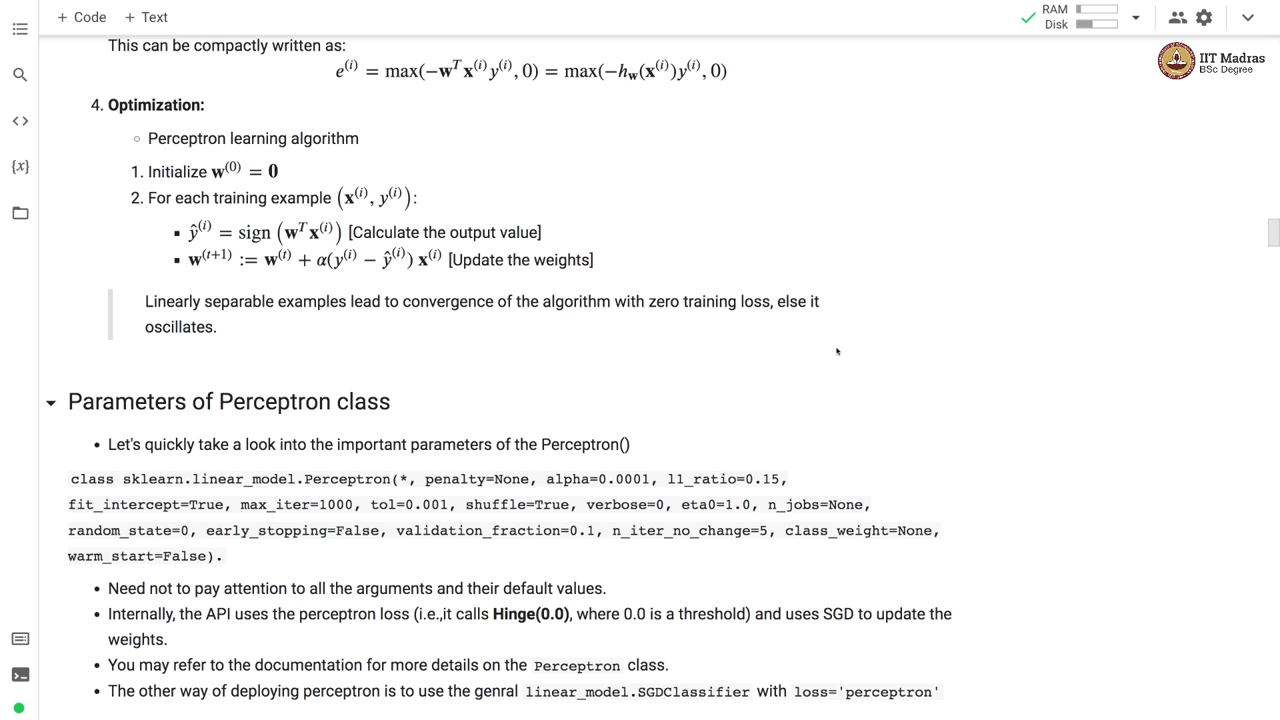 + Code + Text
RAM
Disk
IIT Madras
BSc Degree
This can be compactly written as:
e^(i) = max(−w^T x^(i) y^(i), 0) = max(−h_w(x^(i))y^(i), 0)
4. Optimization:
Perceptron learning algorithm
1. Initialize w^(0) = 0
2. For each training example (x^(i), y^(i)):
ŷ^(i) = sign (w^T x^(i)) [Calculate the output value]
w^(t+1) := w^(t) + α(y^(i) − ŷ^(i)) x^(i) [Update the weights]
Linearly separable examples lead to convergence of the algorithm with zero training loss, else it
oscillates.
Parameters of Perceptron class
• Let's quickly take a look into the important parameters of the Perceptron()
class sklearn.linear_model.Perceptron(*, penalty=None, alpha=0.0001, l1_ratio=0.15,
fit_intercept=True, max_iter=1000, tol=0.001, shuffle=True, verbose=0, eta0=1.0, n_jobs=None,
random_state=0, early_stopping=False, validation_fraction=0.1, n_iter_no_change=5, class_weight=None,
warm_start=False).
• Need not to pay attention to all the arguments and their default values.
• Internally, the API uses the perceptron loss (i.e.,it calls Hinge(0.0), where 0.0 is a threshold) and uses SGD to update the
weights.
• You may refer to the documentation for more details on the Perceptron class.
• The other way of deploying perceptron is to use the genral linear_model.SGDClassifier with loss='perceptron'